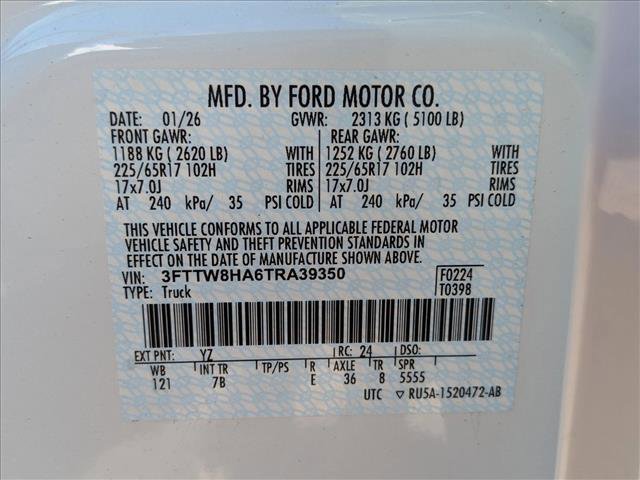 MFD. BY FORD MOTOR CO.
DATE: 01/26 GVWR: 2313 KG ( 5100 LB)
FRONT GAWR: REAR GAWR:
1188 KG ( 2620 LB) WITH 1252 KG ( 2760 LB) WITH
225/65R17 102H TIRES 225/65R17 102H TIRES
17x7.0J RIMS 17x7.0J RIMS
AT 240 kPa/ 35 PSI COLD AT 240 kPa/ 35 PSI COLD
THIS VEHICLE CONFORMS TO ALL APPLICABLE FEDERAL MOTOR
VEHICLE SAFETY AND THEFT PREVENTION STANDARDS IN
EFFECT ON THE DATE OF MANUFACTURE SHOWN ABOVE.
VIN: 3FTTW8HA6TRA39350 F0224
TYPE: Truck T0398
EXT PNT: YZ RC: 24 DSO:
WB INT TR TP/PS R AXLE TR SPR
121 7B E 36 8 5555
UTC ▽ RU5A-1520472-AB